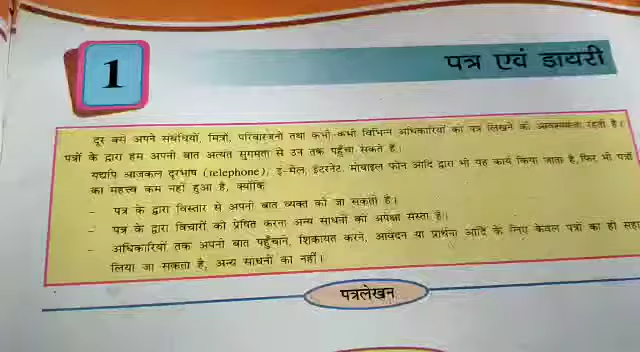 1
पत्र एवं डायरी
दूर बसे अपने संबंधियों, मित्रों, परिवारजनों तथा कभी-कभी विभिन्न अधिकारियों को पत्र लिखने की आवश्यकता रहती है।
पत्रों के द्वारा हम अपनी बात अत्यंत सुगमता से उन तक पहुँचा सकते हैं।
यद्यपि आजकल दूरभाष (telephone), इ-मेल, इंटरनेट, मोबाइल फोन आदि द्वारा भी यह कार्य किया जाता है, फिर भी पत्रों
का महत्त्व कम नहीं हुआ है, क्योंकि
– पत्र के द्वारा विस्तार से अपनी बात व्यक्त की जा सकती है।
– पत्र के द्वारा विचारों को प्रेषित करना अन्य साधनों की अपेक्षा सस्ता है।
– अधिकारियों तक अपनी बात पहुँचाने, शिकायत करने, आवेदन या प्रार्थना आदि के लिए केवल पत्रों का ही सहा
लिया जा सकता है, अन्य साधनों का नहीं।
पत्रलेखन